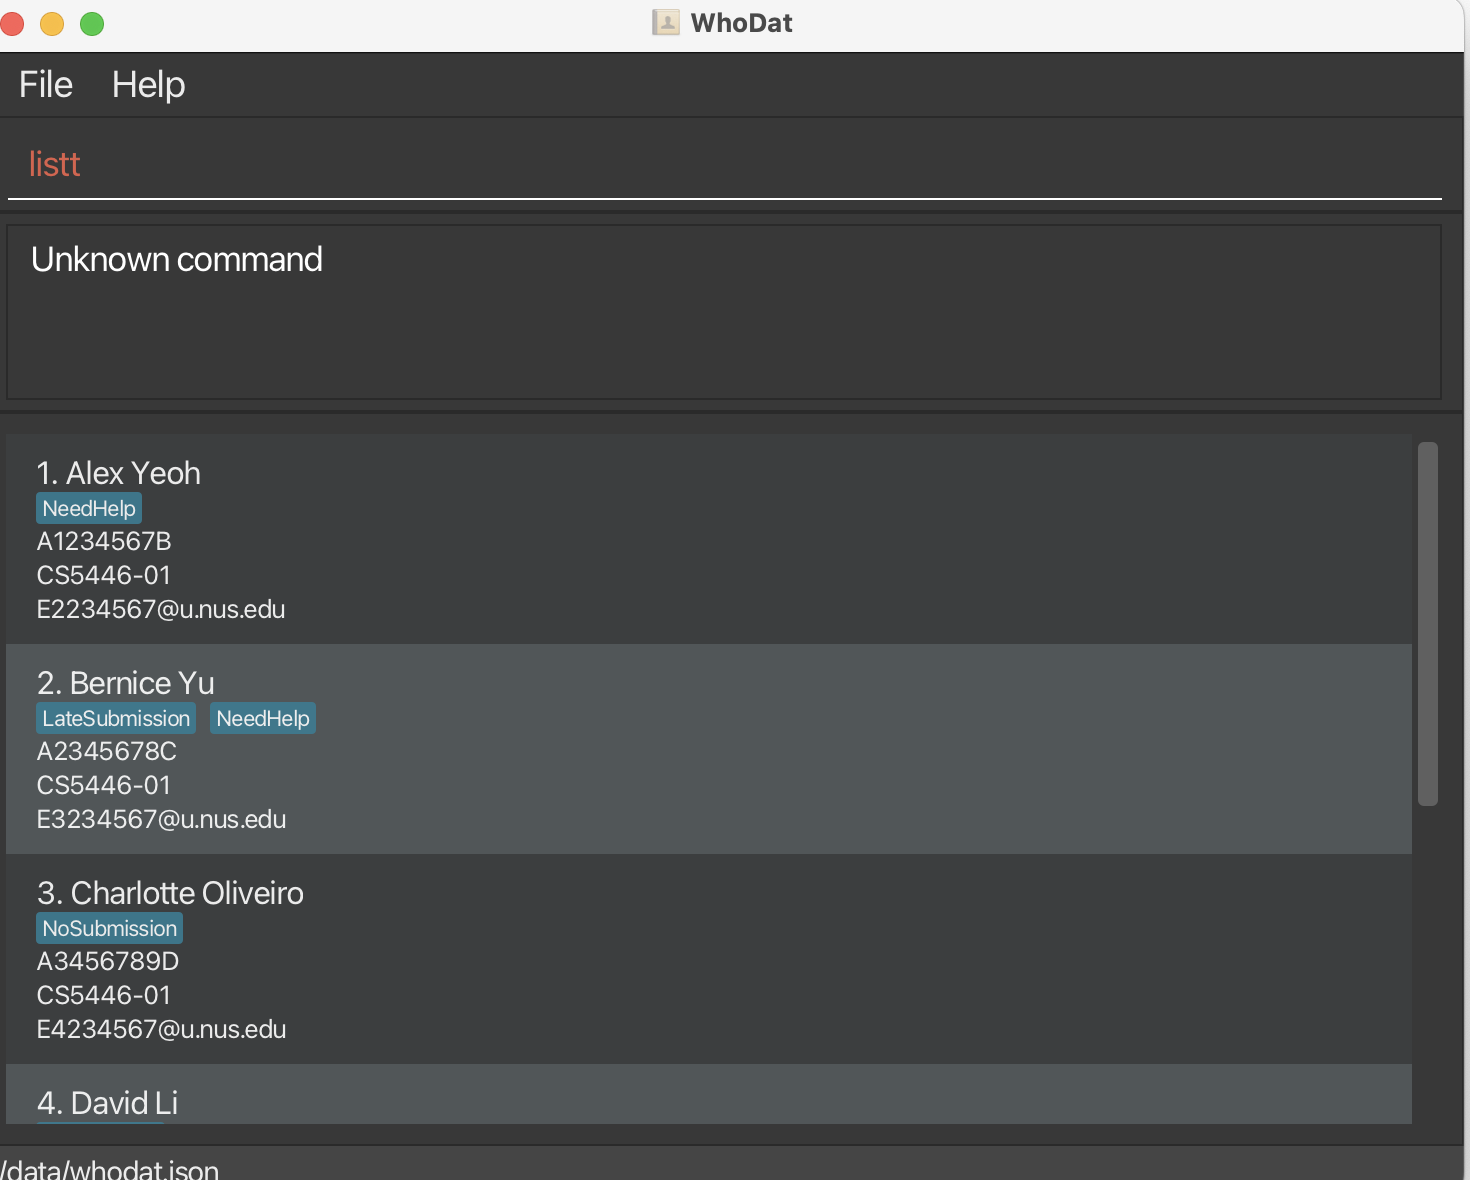 WhoDat
File Help
listt
Unknown command
1. Alex Yeoh
NeedHelp
A1234567B
CS5446-01
E2234567@u.nus.edu
2. Bernice Yu
LateSubmission NeedHelp
A2345678C
CS5446-01
E3234567@u.nus.edu
3. Charlotte Oliveiro
NoSubmission
A3456789D
CS5446-01
E4234567@u.nus.edu
4. David Li
/data/whodat.json